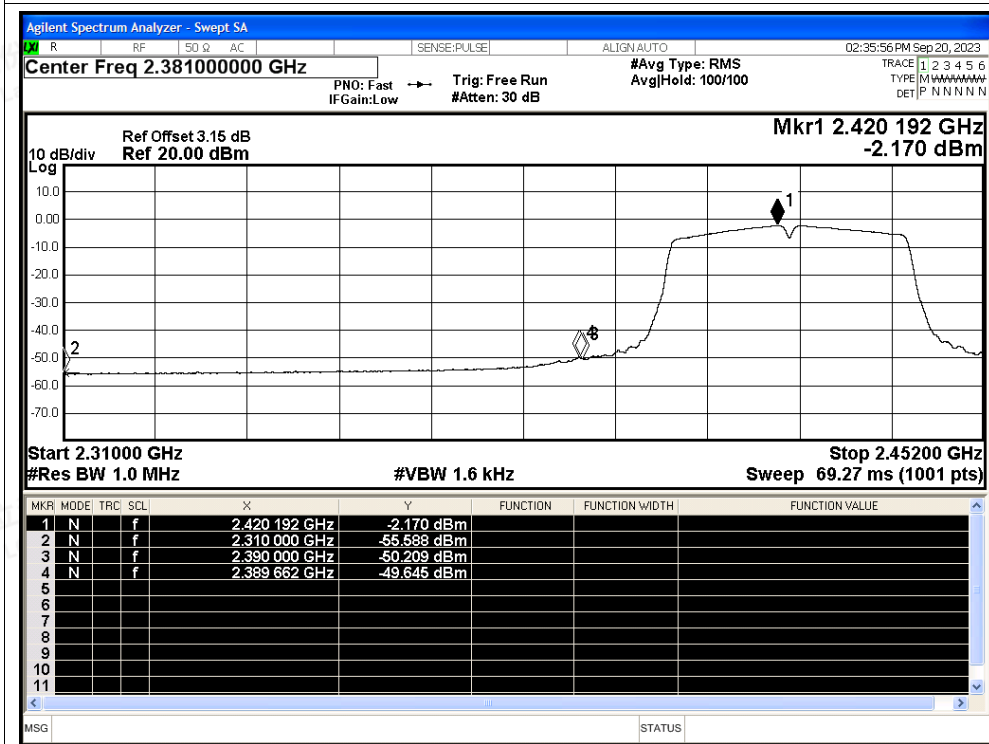 Agilent Spectrum Analyzer - Swept SA
LXI R RF 50 Ω AC SENSE:PULSE ALIGN AUTO 02:35:56 PM Sep 20, 2023
Center Freq 2.381000000 GHz #Avg Type: RMS TRACE 1 2 3 4 5 6
PNO: Fast Trig: Free Run Avg|Hold: 100/100 TYPE M W W W W W
IFGain:Low #Atten: 30 dB DET P N N N N N
Mkr1 2.420 192 GHz
-2.170 dBm
Ref Offset 3.15 dB
10 dB/div Ref 20.00 dBm
Log
10.0
0.00
-10.0
-20.0
-30.0
-40.0
-50.0
-60.0
-70.0
1
2
Start 2.31000 GHz Stop 2.45200 GHz
#Res BW 1.0 MHz #VBW 1.6 kHz Sweep 69.27 ms (1001 pts)
MKR MODE TRC SCL X Y FUNCTION FUNCTION WIDTH FUNCTION VALUE
1 N f 2.420 192 GHz -2.170 dBm
2 N f 2.310 000 GHz -55.588 dBm
3 N f 2.390 000 GHz -50.209 dBm
4 N f 2.389 662 GHz -49.645 dBm
5
6
7
8
9
10
11
MSG STATUS